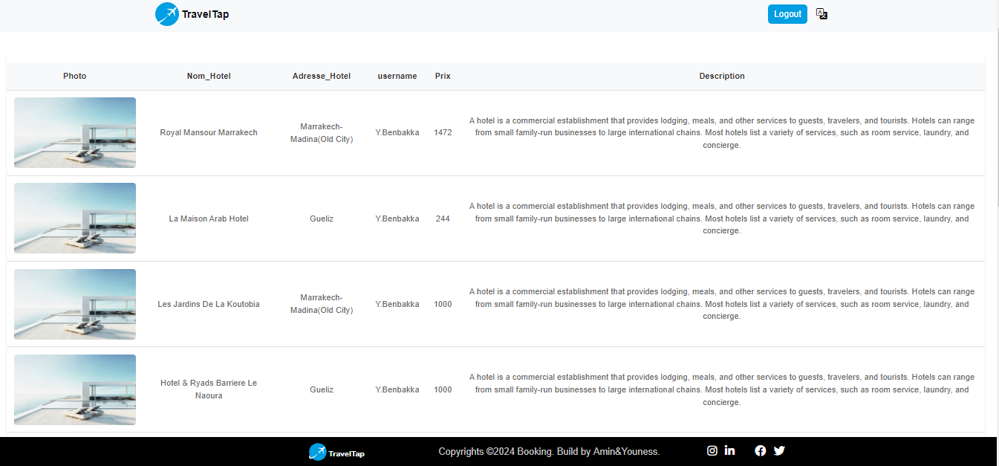 TravelTap
Logout
Photo Nom_Hotel Adresse_Hotel username Prix Description
Royal Mansour Marrakech
Marrakech-
Madina(Old City)
Y.Benbakka
1472
A hotel is a commercial establishment that provides lodging, meals, and other services to guests, travelers, and tourists. Hotels can range
from small family-run businesses to large international chains. Most hotels list a variety of services, such as room service, laundry, and
concierge.
La Maison Arab Hotel
Gueliz
Y.Benbakka
244
A hotel is a commercial establishment that provides lodging, meals, and other services to guests, travelers, and tourists. Hotels can range
from small family-run businesses to large international chains. Most hotels list a variety of services, such as room service, laundry, and
concierge.
Les Jardins De La Koutobia
Marrakech-
Madina(Old City)
Y.Benbakka
1000
A hotel is a commercial establishment that provides lodging, meals, and other services to guests, travelers, and tourists. Hotels can range
from small family-run businesses to large international chains. Most hotels list a variety of services, such as room service, laundry, and
concierge.
Hotel & Ryads Barriere Le
Naoura
Gueliz
Y.Benbakka
1000
A hotel is a commercial establishment that provides lodging, meals, and other services to guests, travelers, and tourists. Hotels can range
from small family-run businesses to large international chains. Most hotels list a variety of services, such as room service, laundry, and
concierge.
TravelTap
Copyrights ©2024 Booking. Build by Amin&Youness.